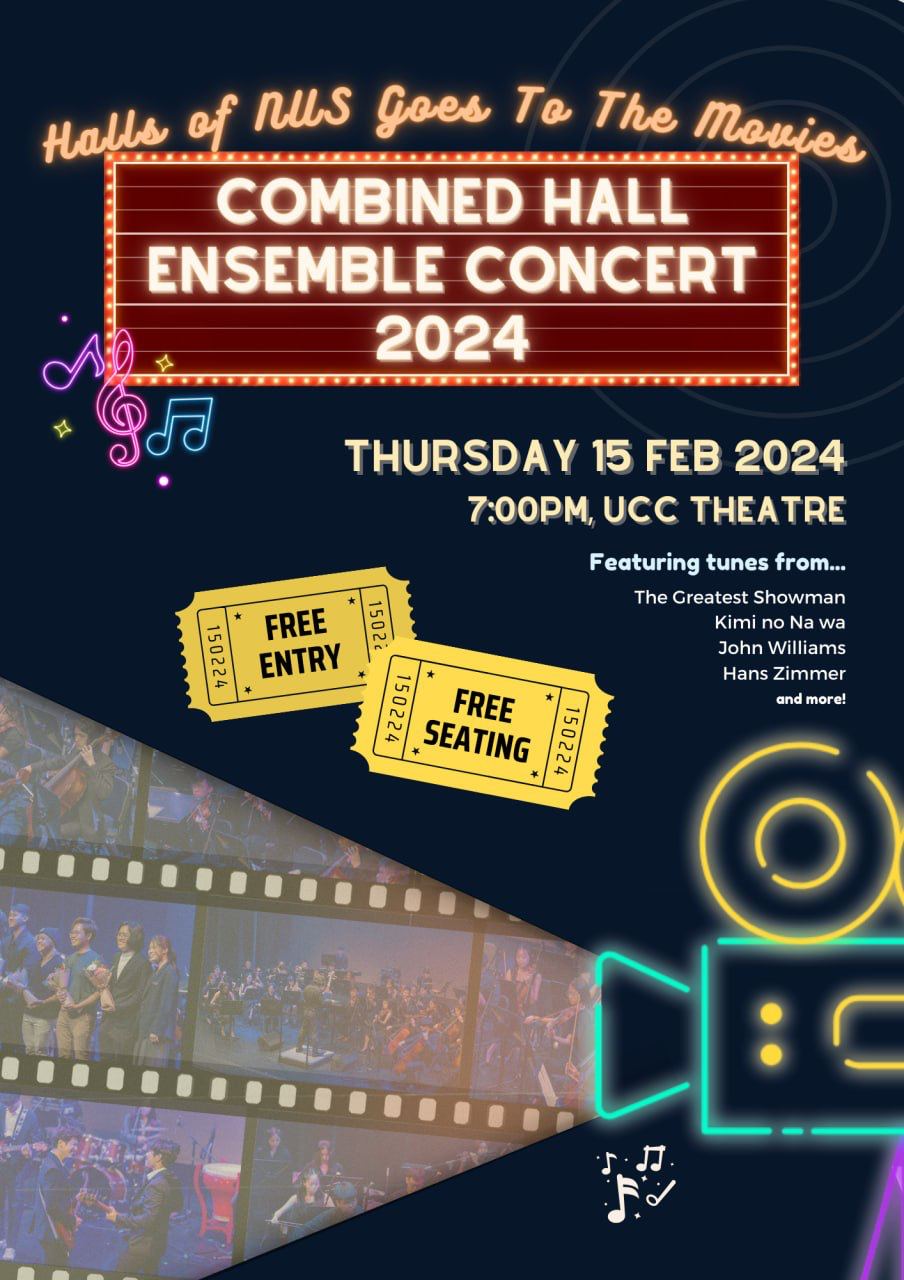 Halls of NUS Goes To The Movies
COMBINED HALL
ENSEMBLE CONCERT
2024
THURSDAY 15 FEB 2024
7:00PM, UCC THEATRE
Featuring tunes from...
The Greatest Showman
Kimi no Na wa
John Williams
Hans Zimmer
and more!
150224
FREE
ENTRY
150224
FREE
SEATING
150224